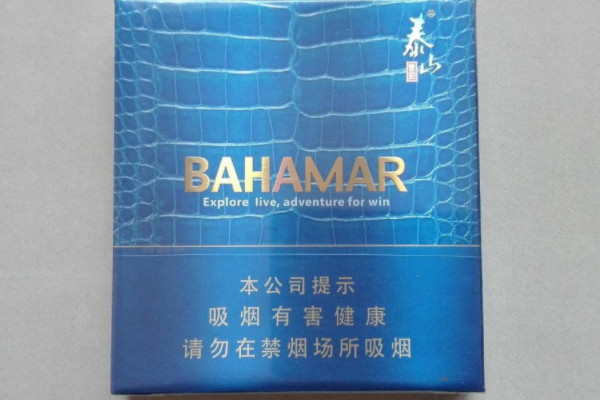 泰山
BAHAMAR
Explore live, adventure for win
本公司提示
吸烟有害健康
请勿在禁烟场所吸烟